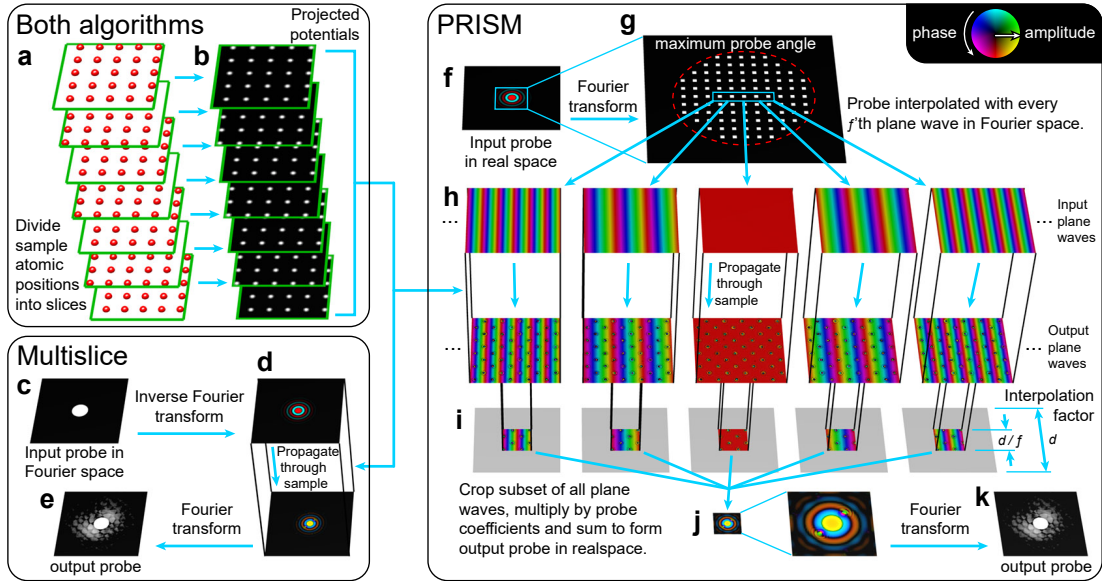 Both algorithms
Projected
potentials
a
b
Divide
sample
atomic
positions
into slices
Multislice
c
d
Inverse Fourier
transform
Input probe in
Fourier space
Propagate
through
sample
e
Fourier
transform
output probe
PRISM
phase
amplitude
f
g
maximum probe angle
Fourier
transform
Input probe
in real space
Probe interpolated with every
f'th plane wave in Fourier space.
h
...
... Input
plane
waves
Propagate
through
sample
...
... Output
plane
waves
i
Interpolation
factor
d / f
d
Crop subset of all plane
waves, multiply by probe
coefficients and sum to form
output probe in realspace.
j
Fourier
transform
k
output probe